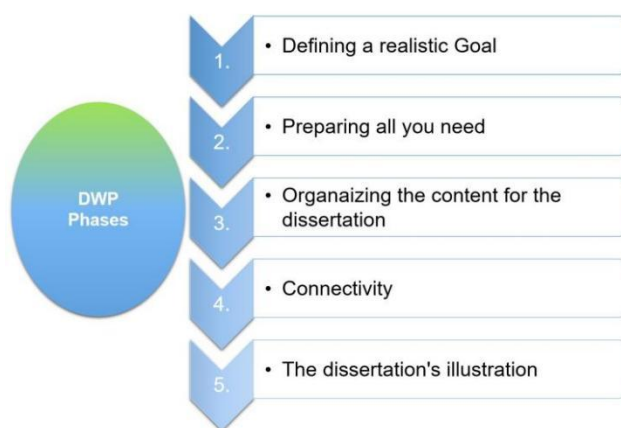 DWP
Phases
1.
• Defining a realistic Goal
2.
• Preparing all you need
3.
• Organaizing the content for the
dissertation
4.
• Connectivity
5.
• The dissertation's illustration